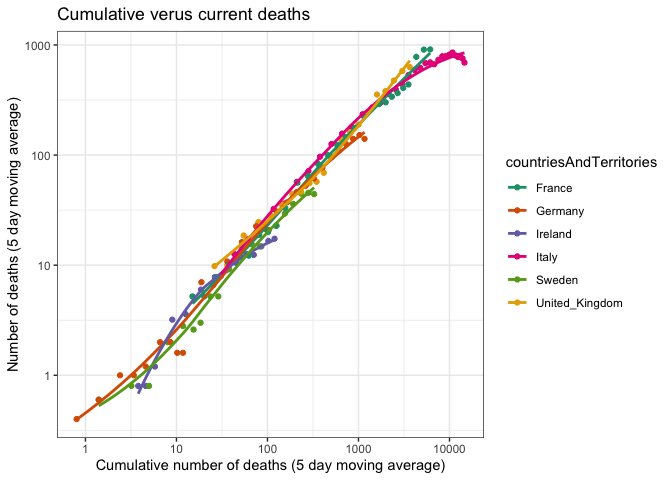 Cumulative verus current deaths
Number of deaths (5 day moving average)
1000
100
10
1
1
10
100
1000
10000
Cumulative number of deaths (5 day moving average)
countriesAndTerritories
France
Germany
Ireland
Italy
Sweden
United_Kingdom